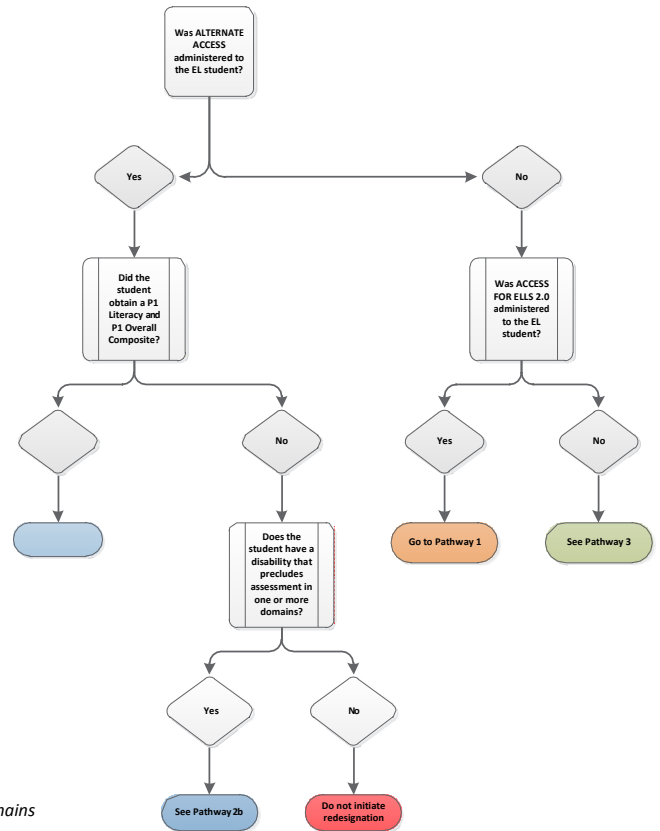 Was ALTERNATE
ACCESS
administered to
the EL student?
Yes
No
Did the
student
obtain a P1
Literacy and
P1 Overall
Composite?
Was ACCESS
FOR ELLS 2.0
administered
to the EL
student?
No
Yes
No
Does the
student have a
disability that
precludes
assessment in
one or more
domains?
Go to Pathway 1
See Pathway 3
Yes
No
See Pathway 2b
Do not initiate
redesignation
mains